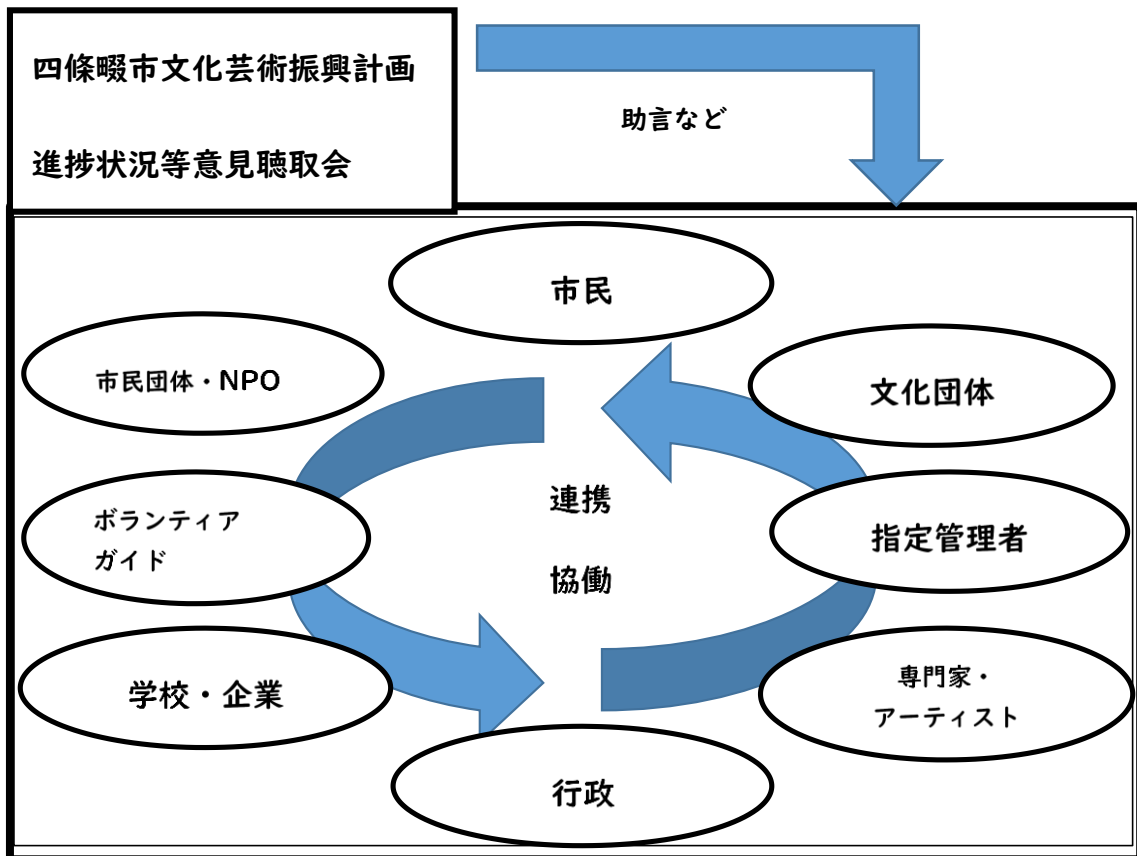 四條畷市文化芸術振興計画
進捗状況等意見聴取会
助言など
市民
市民団体・NPO
文化団体
ボランティア
ガイド
連携
協働
指定管理者
学校・企業
専門家・
アーティスト
行政